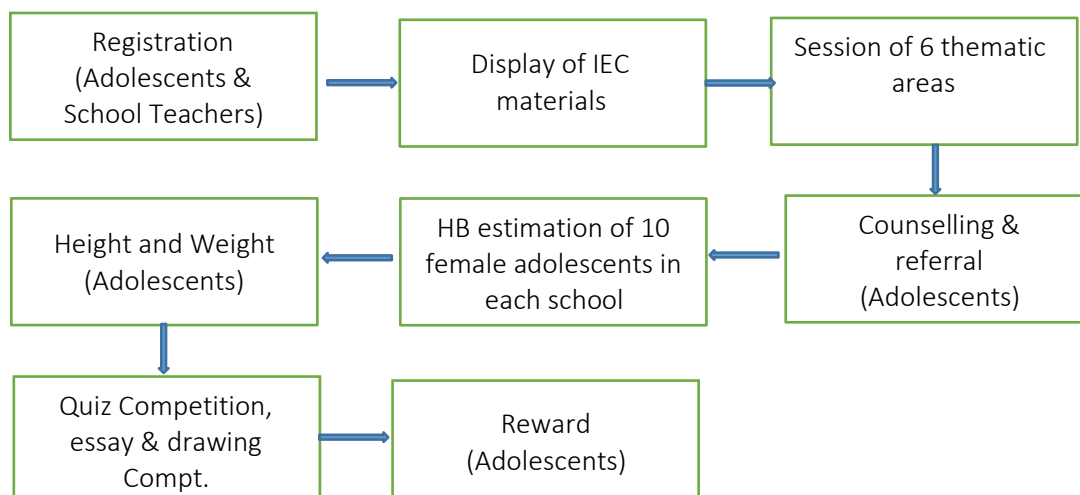 Registration
(Adolescents &
School Teachers)
Display of IEC
materials
Session of 6 thematic
areas
Counselling &
referral
(Adolescents)
HB estimation of 10
female adolescents in
each school
Height and Weight
(Adolescents)
Quiz Competition,
essay & drawing
Compt.
Reward
(Adolescents)